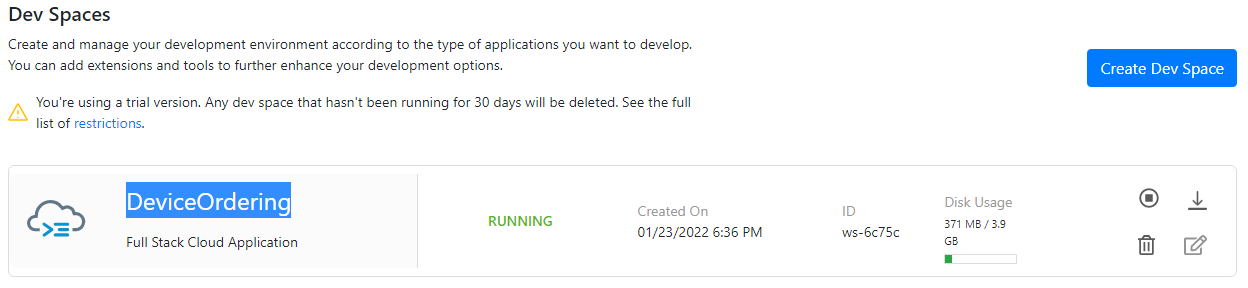 Dev Spaces
Create and manage your development environment according to the type of applications you want to develop.
You can add extensions and tools to further enhance your development options.
Create Dev Space
You're using a trial version. Any dev space that hasn't been running for 30 days will be deleted. See the full
list of restrictions.
DeviceOrdering
Full Stack Cloud Application
RUNNING
Created On
01/23/2022 6:36 PM
ID
ws-6c75c
Disk Usage
371 MB / 3.9
GB